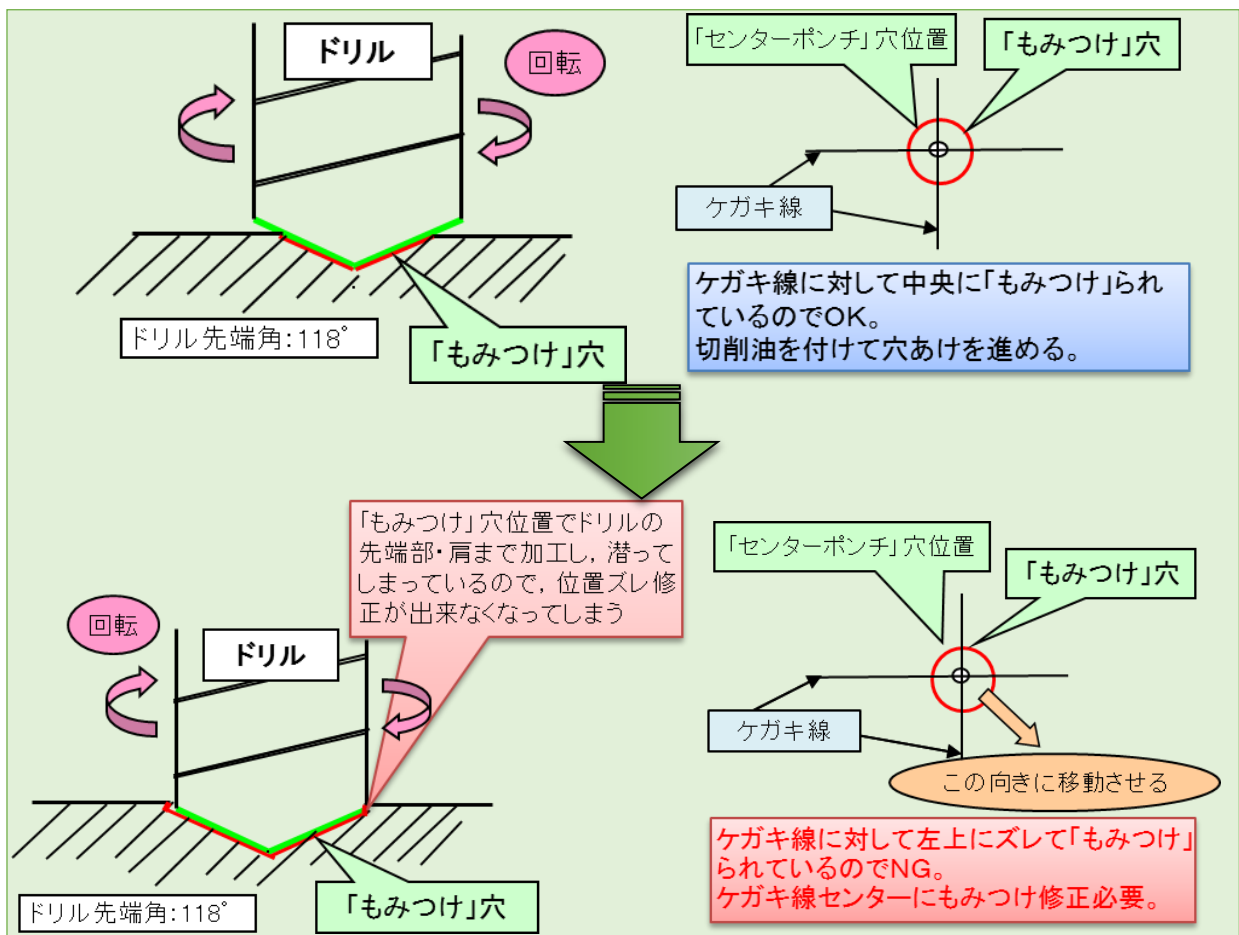 ドリル
回転
ドリル先端角:118°
「もみつけ」穴
「センターポンチ」穴位置
「もみつけ」穴
ケガキ線
ケガキ線に対して中央に「もみつけ」られ
ているのでOK。
切削油を付けて穴あけを進める。
「もみつけ」穴位置でドリルの
先端部・肩まで加工し，潜って
しまっているので，位置ズレ修
正が出来なくなってしまう
回転
ドリル
ドリル先端角:118°
「もみつけ」穴
「センターポンチ」穴位置
「もみつけ」穴
ケガキ線
この向きに移動させる
ケガキ線に対して左上にズレて「もみつけ」
られているのでNG。
ケガキ線センターにもみつけ修正必要。